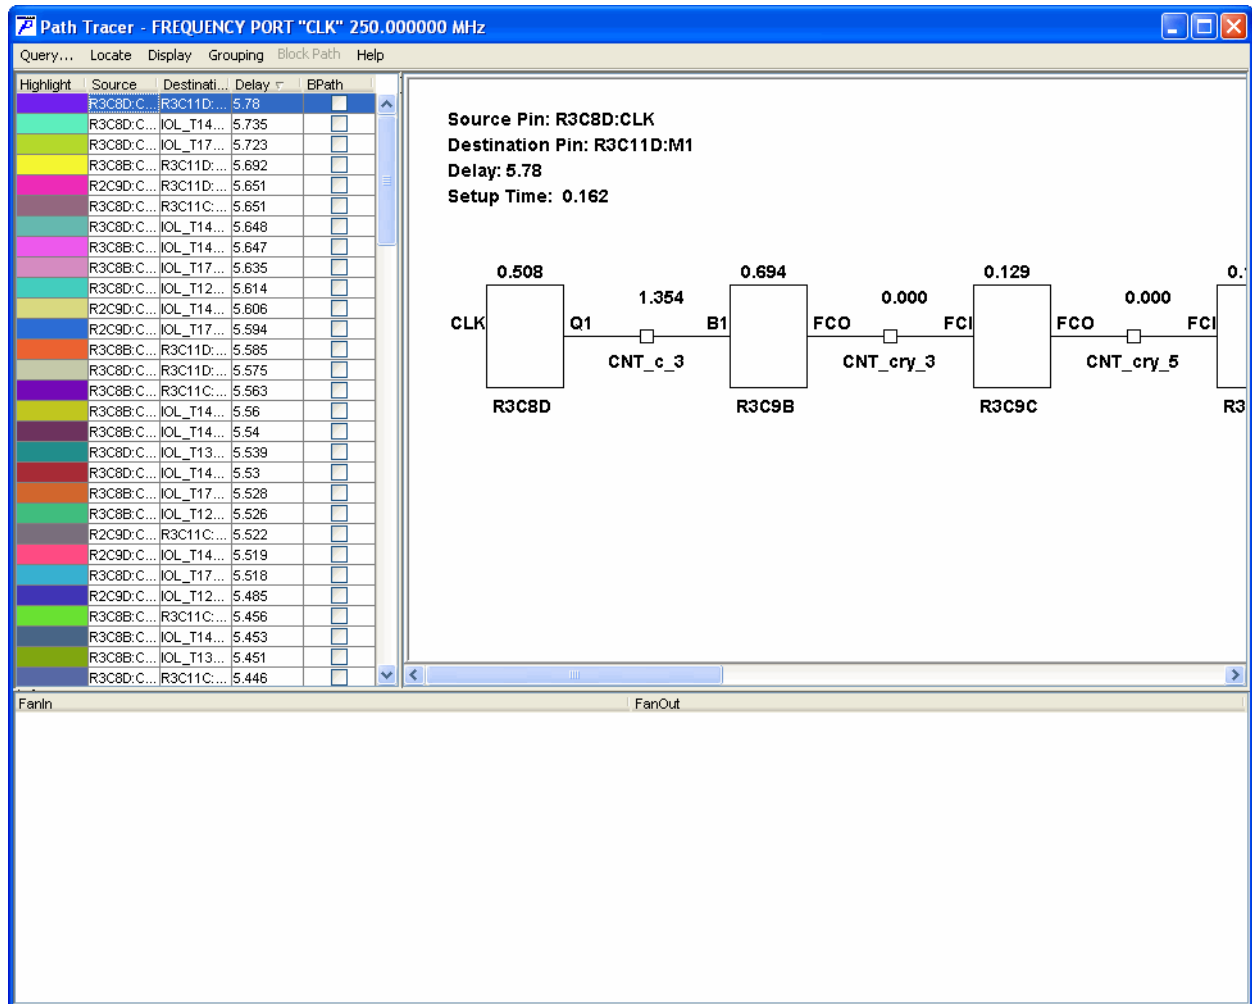 Path Tracer - FREQUENCY PORT "CLK" 250.000000 MHz
Query... Locate Display Grouping Block Path Help
Highlight Source Destinati... Delay BPath
R3C8D:C... R3C11D:... 5.78
R3C8D:C... IOL_T14... 5.735
R3C8D:C... IOL_T17... 5.723
R3C8B:C... R3C11D:... 5.692
R2C9D:C... R3C11D:... 5.651
R3C8D:C... R3C11C:... 5.651
R3C8D:C... IOL_T14... 5.648
R3C8B:C... IOL_T14... 5.647
R3C8B:C... IOL_T17... 5.635
R3C8D:C... IOL_T12... 5.614
R2C9D:C... IOL_T14... 5.606
R2C9D:C... IOL_T17... 5.594
R3C8B:C... R3C11D:... 5.585
R3C8D:C... R3C11D:... 5.575
R3C8B:C... R3C11C:... 5.563
R3C8B:C... IOL_T14... 5.56
R3C8B:C... IOL_T14... 5.54
R3C8D:C... IOL_T13... 5.539
R3C8D:C... IOL_T14... 5.53
R3C8B:C... IOL_T17... 5.528
R3C8B:C... IOL_T12... 5.526
R2C9D:C... R3C11C:... 5.522
R2C9D:C... IOL_T14... 5.519
R3C8D:C... IOL_T17... 5.518
R2C9D:C... IOL_T12... 5.485
R3C8B:C... R3C11C:... 5.456
R3C8B:C... IOL_T14... 5.453
R3C8B:C... IOL_T13... 5.451
R3C8D:C... R3C11C:... 5.446
Source Pin: R3C8D:CLK
Destination Pin: R3C11D:M1
Delay: 5.78
Setup Time: 0.162
0.508 0.694 0.129
1.354 0.000 0.000
CLK Q1 B1 FCO FCI FCO FCI
CNT_c_3 CNT_cry_3 CNT_cry_5
R3C8D R3C9B R3C9C R3
FanIn FanOut